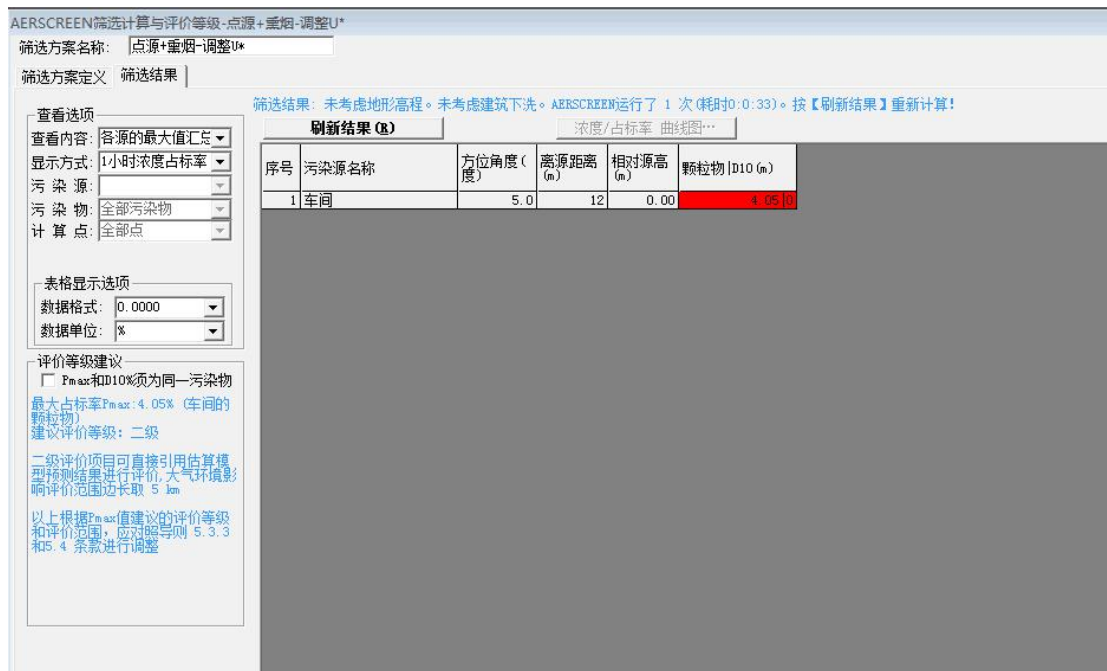 AERSCREEN筛选计算与评价等级-点源+重烟-调整U*
筛选方案名称: 点源+重烟-调整U*
筛选方案定义 筛选结果
筛选结果: 未考虑地形高程。未考虑建筑下洗。AERSCREEN运行了 1 次(耗时0:0:33)。按【刷新结果】重新计算!
查看选项
查看内容: 各源的最大值汇总
显示方式: 1小时浓度占标率
污 染 源:
污 染 物: 全部污染物
计 算 点: 全部点
表格显示选项
数据格式: 0.0000
数据单位: %
评价等级建议
Pmax和D10%须为同一污染物
最大占标率Pmax:4.05% (车间的
颗粒物)
建议评价等级: 二级
二级评价项目可直接引用估算模
型预测结果进行评价,大气环境影
响评价范围边长取 5 km
以上根据Pmax值建议的评价等级
和评价范围，应对照导则 5.3.3
和5.4 条款进行调整
刷新结果(R) 浓度/占标率 曲线图…
序号 污染源名称 方位角度(度) 离源距离(m) 相对源高(m) 颗粒物|D10(m)
1 车间 5.0 12 0.00 4.05|0